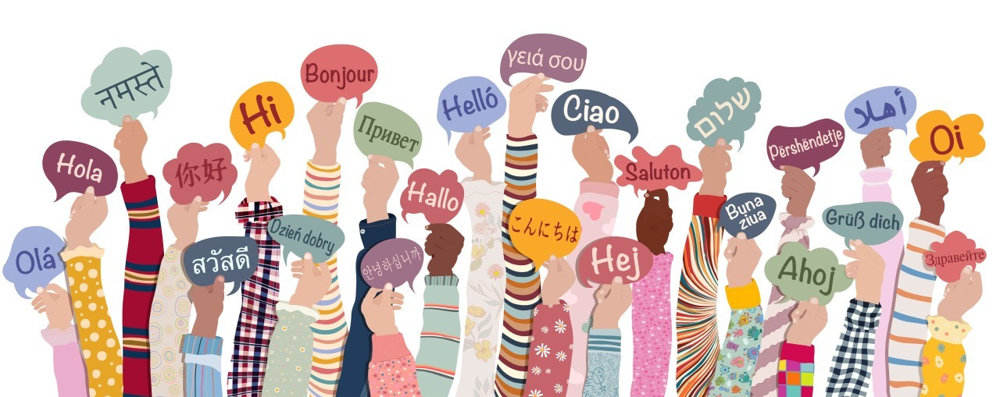 Olá
Hola
नमस्ते
你好
สวัสดี
Hi
Dzień dobry
Bonjour
Привет
안녕하십니까
Hallo
Helló
γειά σου
こんにちは
Ciao
Hej
Saluton
שלום
Buna
ziua
Përshëndetje
Ahoj
Grüß dich
أهلا
Oi
Здравейте